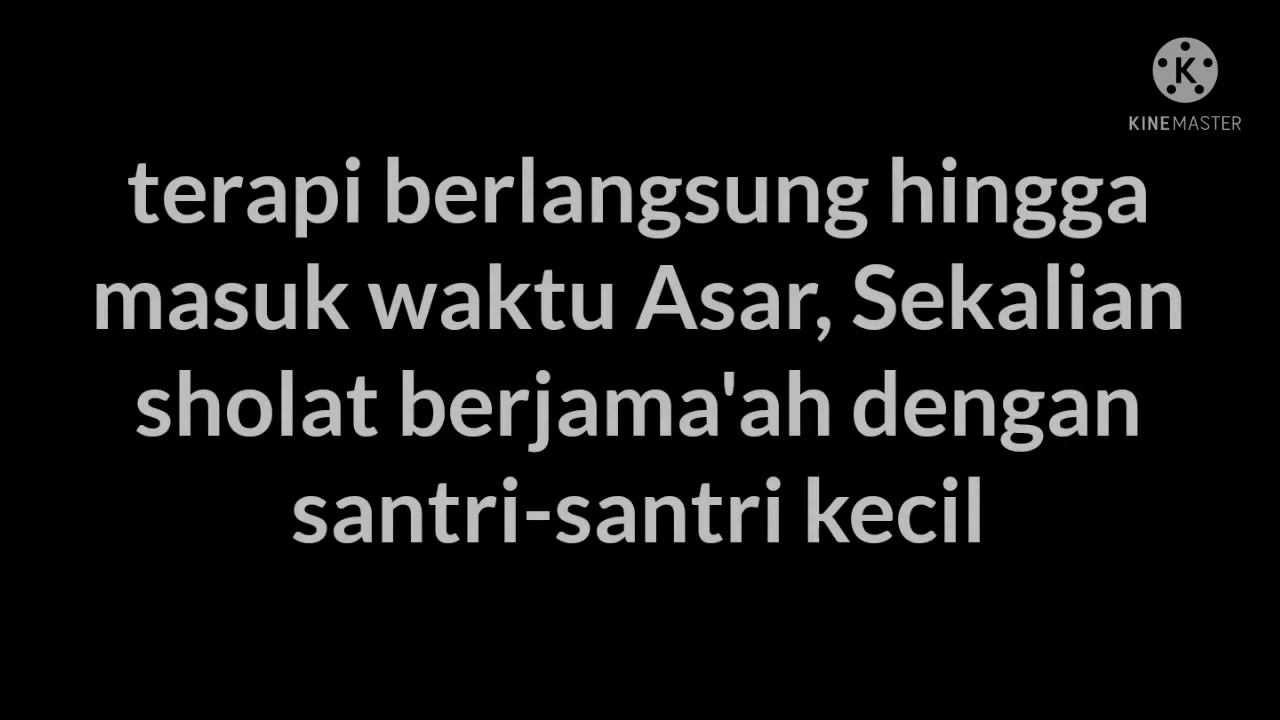 K
KINEMASTER
terapi berlangsung hingga
masuk waktu Asar, Sekalian
sholat berjama'ah dengan
santri-santri kecil